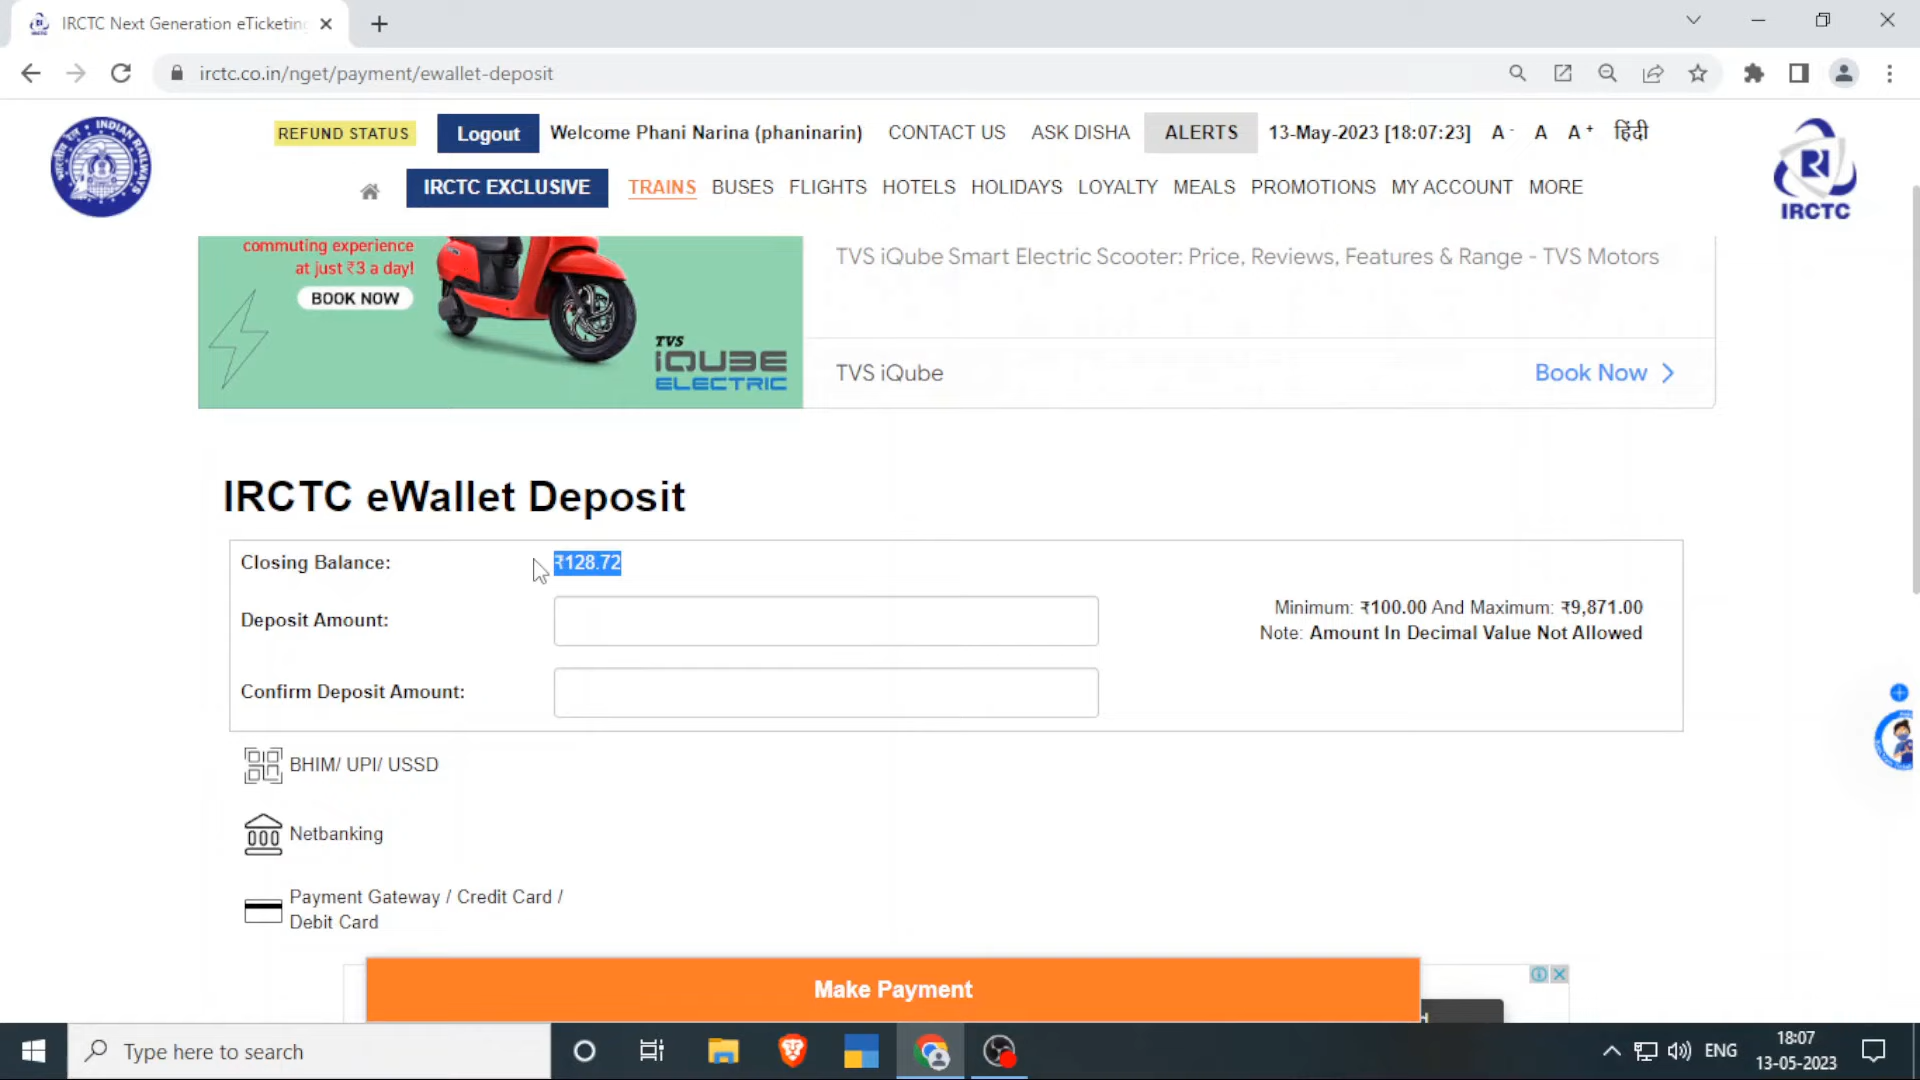 IRCTC Next Generation eTicketing
irctc.co.in/nget/payment/ewallet-deposit
REFUND STATUS
Logout
Welcome Phani Narina (phaninarin)
CONTACT US
ASK DISHA
ALERTS
13-May-2023 [18:07:23]
A-
A
A+
हिंदी
INDIAN RAILWAYS
IRCTC EXCLUSIVE
TRAINS
BUSES
FLIGHTS
HOTELS
HOLIDAYS
LOYALTY
MEALS
PROMOTIONS
MY ACCOUNT
MORE
IRCTC
commuting experience
at just ₹3 a day!
BOOK NOW
TVS
iQUBE
ELECTRIC
TVS iQube Smart Electric Scooter: Price, Reviews, Features & Range - TVS Motors
TVS iQube
Book Now
IRCTC eWallet Deposit
Closing Balance:
₹128.72
Deposit Amount:
Minimum: ₹100.00 And Maximum: ₹9,871.00
Note: Amount In Decimal Value Not Allowed
Confirm Deposit Amount:
BHIM/ UPI/ USSD
Netbanking
Payment Gateway / Credit Card /
Debit Card
Make Payment
Type here to search
ENG
18:07
13-05-2023